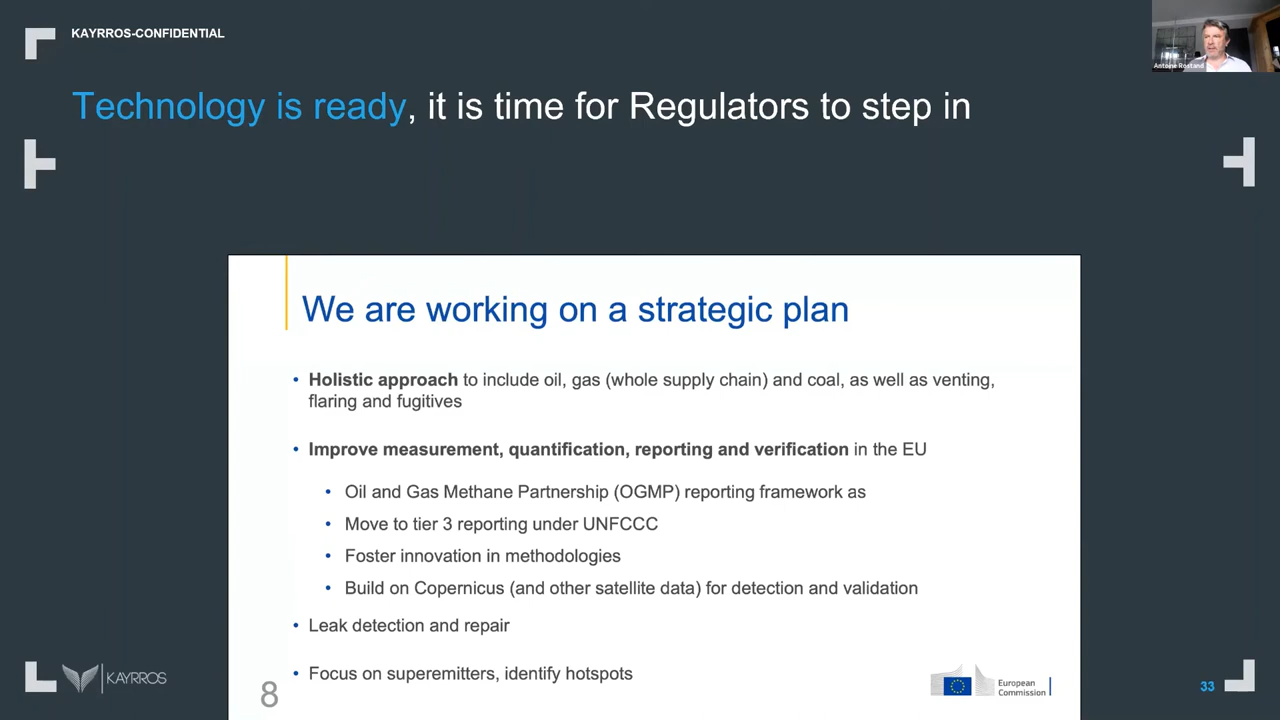 KAYRROS-CONFIDENTIAL
Antoine Rostand
Technology is ready, it is time for Regulators to step in
We are working on a strategic plan
• Holistic approach to include oil, gas (whole supply chain) and coal, as well as venting,
flaring and fugitives
• Improve measurement, quantification, reporting and verification in the EU
• Oil and Gas Methane Partnership (OGMP) reporting framework as
• Move to tier 3 reporting under UNFCCC
• Foster innovation in methodologies
• Build on Copernicus (and other satellite data) for detection and validation
• Leak detection and repair
• Focus on superemitters, identify hotspots
8
European
Commission
KAYRROS
33